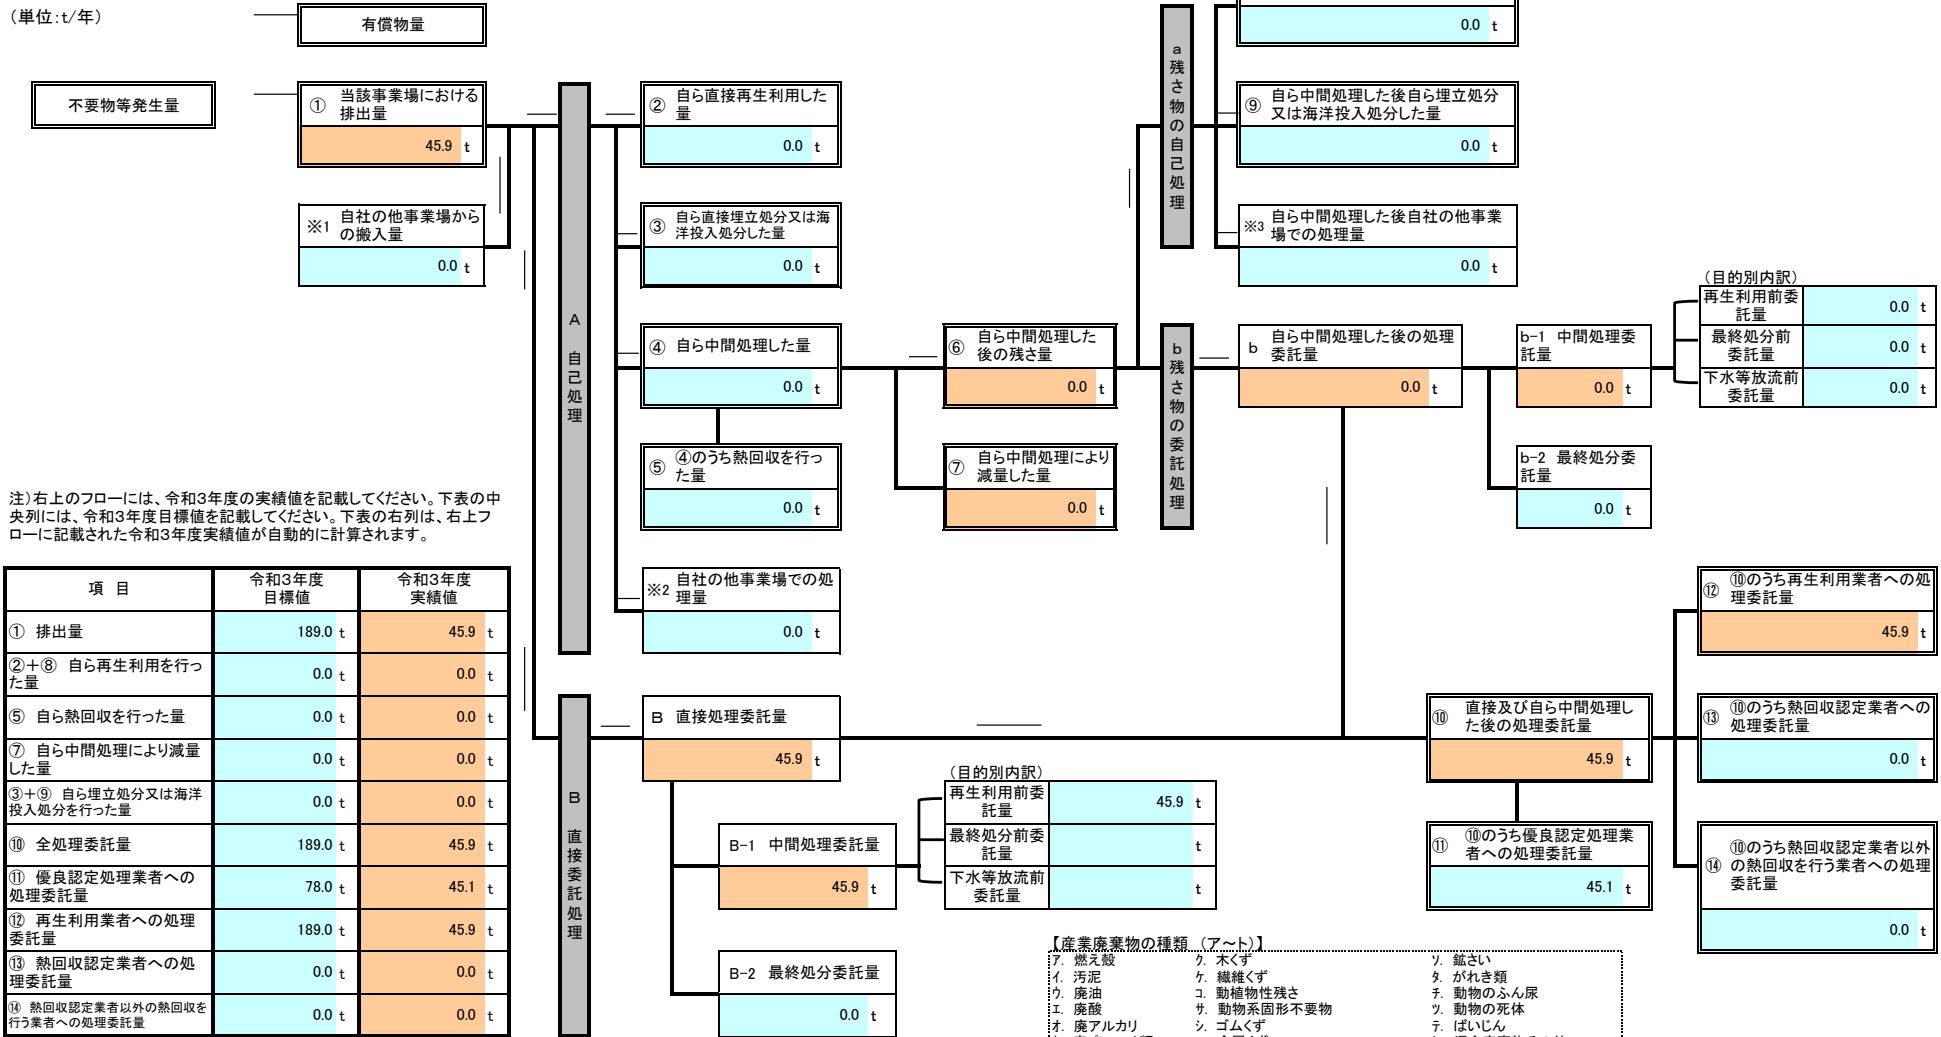 (単位:t/年)
有償物量
不要物等発生量
① 当該事業場における
排出量
45.9 t
※1 自社の他事業場から
の搬入量
0.0 t
A 自己処理
② 自ら直接再生利用した
量
0.0 t
③ 自ら直接埋立処分又は海
洋投入処分した量
0.0 t
④ 自ら中間処理した量
0.0 t
⑤ ④のうち熱回収を行っ
た量
0.0 t
※2 自社の他事業場での処
理量
0.0 t
⑥ 自ら中間処理した
後の残さ量
0.0 t
⑦ 自ら中間処理により
減量した量
0.0 t
a 残さ物の自己処理
0.0 t
⑨ 自ら中間処理した後自ら埋立処分
又は海洋投入処分した量
0.0 t
※3 自ら中間処理した後自社の他事業
場での処理量
0.0 t
b 残さ物の委託処理
b 自ら中間処理した後の処理
委託量
0.0 t
b-1 中間処理委
託量
0.0 t
b-2 最終処分委
託量
0.0 t
(目的別内訳)
再生利用前委
託量
0.0 t
最終処分前
委託量
0.0 t
下水等放流前
委託量
0.0 t
注)右上のフローには、令和3年度の実績値を記載してください。下表の中
央列には、令和3年度目標値を記載してください。下表の右列は、右上フ
ローに記載された令和3年度実績値が自動的に計算されます。
項 目 令和3年度
目標値 令和3年度
実績値
① 排出量 189.0 t 45.9 t
②+⑧ 自ら再生利用を行っ
た量 0.0 t 0.0 t
⑤ 自ら熱回収を行った量 0.0 t 0.0 t
⑦ 自ら中間処理により減量
した量 0.0 t 0.0 t
③+⑨ 自ら埋立処分又は海洋
投入処分を行った量 0.0 t 0.0 t
⑩ 全処理委託量 189.0 t 45.9 t
⑪ 優良認定処理業者への
処理委託量 78.0 t 45.1 t
⑫ 再生利用業者への処理
委託量 189.0 t 45.9 t
⑬ 熱回収認定業者への処
理委託量 0.0 t 0.0 t
⑭ 熱回収認定業者以外の熱回収を
行う業者への処理委託量 0.0 t 0.0 t
B 直接委託処理
B 直接処理委託量
45.9 t
B-1 中間処理委託量
45.9 t
B-2 最終処分委託量
0.0 t
(目的別内訳)
再生利用前委
託量
45.9 t
最終処分前委
託量
t
下水等放流前
委託量
t
⑩ 直接及び自ら中間処理し
た後の処理委託量
45.9 t
⑪ ⑩のうち優良認定処理業
者への処理委託量
45.1 t
⑫ ⑩のうち再生利用業者への処
理委託量
45.9 t
⑬ ⑩のうち熱回収認定業者への
処理委託量
0.0 t
⑭ ⑩のうち熱回収認定業者以外
の熱回収を行う業者への処理
委託量
0.0 t
【産業廃棄物の種類 (ア~ト)】
ア. 燃え殻 ク. 木くず ソ. 鉱さい
イ. 汚泥 ケ. 繊維くず タ. がれき類
ウ. 廃油 コ. 動植物性残さ チ. 動物のふん尿
エ. 廃酸 サ. 動物系固形不要物 ツ. 動物の死体
オ. 廃アルカリ シ. ゴムくず テ. ばいじん